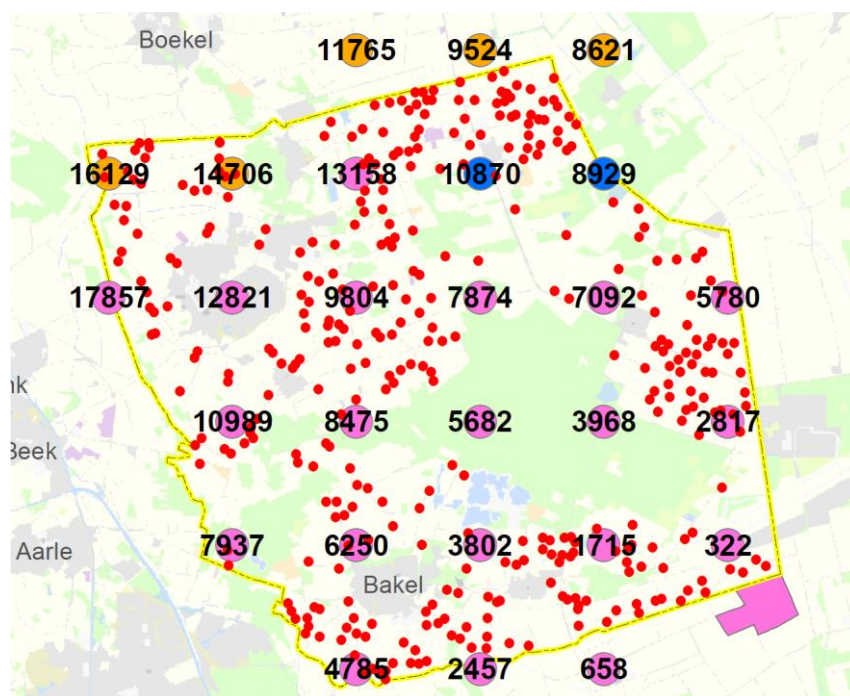 Boekel
11765 9524 8621
16129 14706 13158 10870 8929
17857 12821 9804 7874 7092 5780
nk
10989 8475 5682 3968 2817
Beek
7937 6250 3802 1715 322
Aarle
Bakel
4785 2457 658